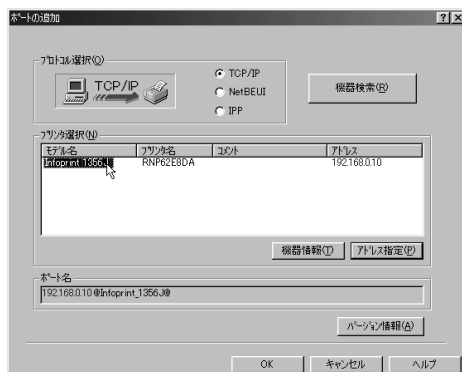 ポートの追加
プロトコル選択(O)
TCP/IP
TCP/IP
NetBEUI
IPP
機器検索(R)
プリンタ選択(N)
モデル名 プリンタ名 コメント アドレス
Infoprint 1356J RNP62E8DA 192.168.0.10
機器情報(T) アドレス指定(P)
ポート名
192.168.0.10@Infoprint_1356J@
バージョン情報(A)
OK キャンセル ヘルプ